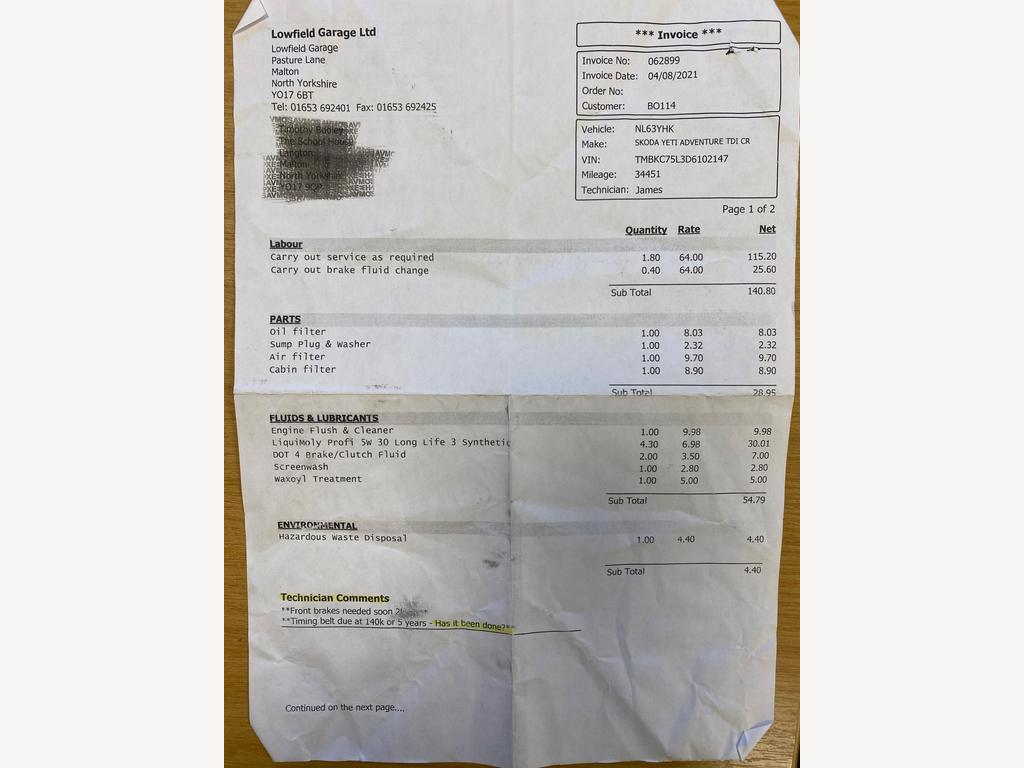 Lowfield Garage Ltd
Lowfield Garage
Pasture Lane
Malton
North Yorkshire
YO17 6BT
Tel: 01653 692401 Fax: 01653 692425
*** Invoice ***
Invoice No: 062899
Invoice Date: 04/08/2021
Order No:
Customer: BO114
Vehicle: NL63YHK
Make: SKODA YETI ADVENTURE TDI CR
VIN: TMBKC75L3D6102147
Mileage: 34451
Technician: James
Page 1 of 2
Quantity Rate Net
Labour
Carry out service as required 1.80 64.00 115.20
Carry out brake fluid change 0.40 64.00 25.60
Sub Total 140.80
PARTS
Oil filter 1.00 8.03 8.03
Sump Plug & Washer 1.00 2.32 2.32
Air filter 1.00 9.70 9.70
Cabin filter 1.00 8.90 8.90
Sub Total 28.95
FLUIDS & LUBRICANTS
Engine Flush & Cleaner 1.00 9.98 9.98
LiquiMoly Profi 5W 30 Long Life 3 Synthetic 4.30 6.98 30.01
DOT 4 Brake/Clutch Fluid 2.00 3.50 7.00
Screenwash 1.00 2.80 2.80
Waxoyl Treatment 1.00 5.00 5.00
Sub Total 54.79
ENVIRONMENTAL
Hazardous Waste Disposal 1.00 4.40 4.40
Sub Total 4.40
Technician Comments
**Front brakes needed soon
**Timing belt due at 140k or 5 years - Has it been done?**
Continued on the next page....